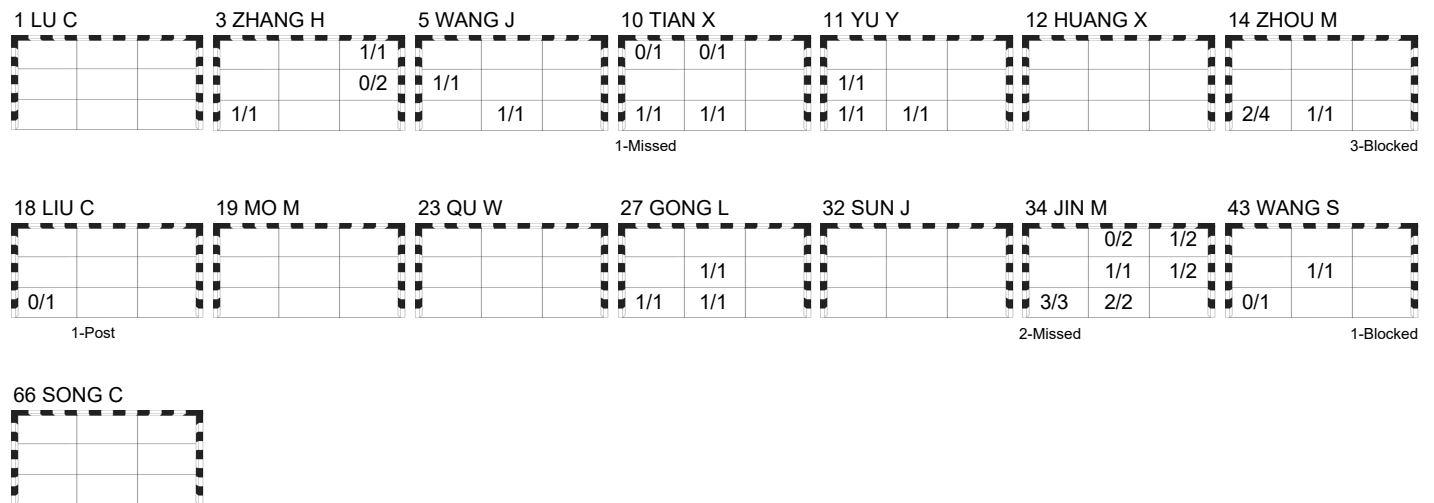 1 LU C 3 ZHANG H 5 WANG J 10 TIAN X 11 YU Y 12 HUANG X 14 ZHOU M
1/1 0/1 0/1
0/2 1/1 1/1
1/1 1/1 1/1 1/1 1/1 1/1 2/4 1/1
1-Missed 3-Blocked
18 LIU C 19 MO M 23 QU W 27 GONG L 32 SUN J 34 JIN M 43 WANG S
0/2 1/2
1/1 1/1 1/2 1/1
0/1 1/1 1/1 3/3 2/2 0/1
1-Post 2-Missed 1-Blocked
66 SONG C